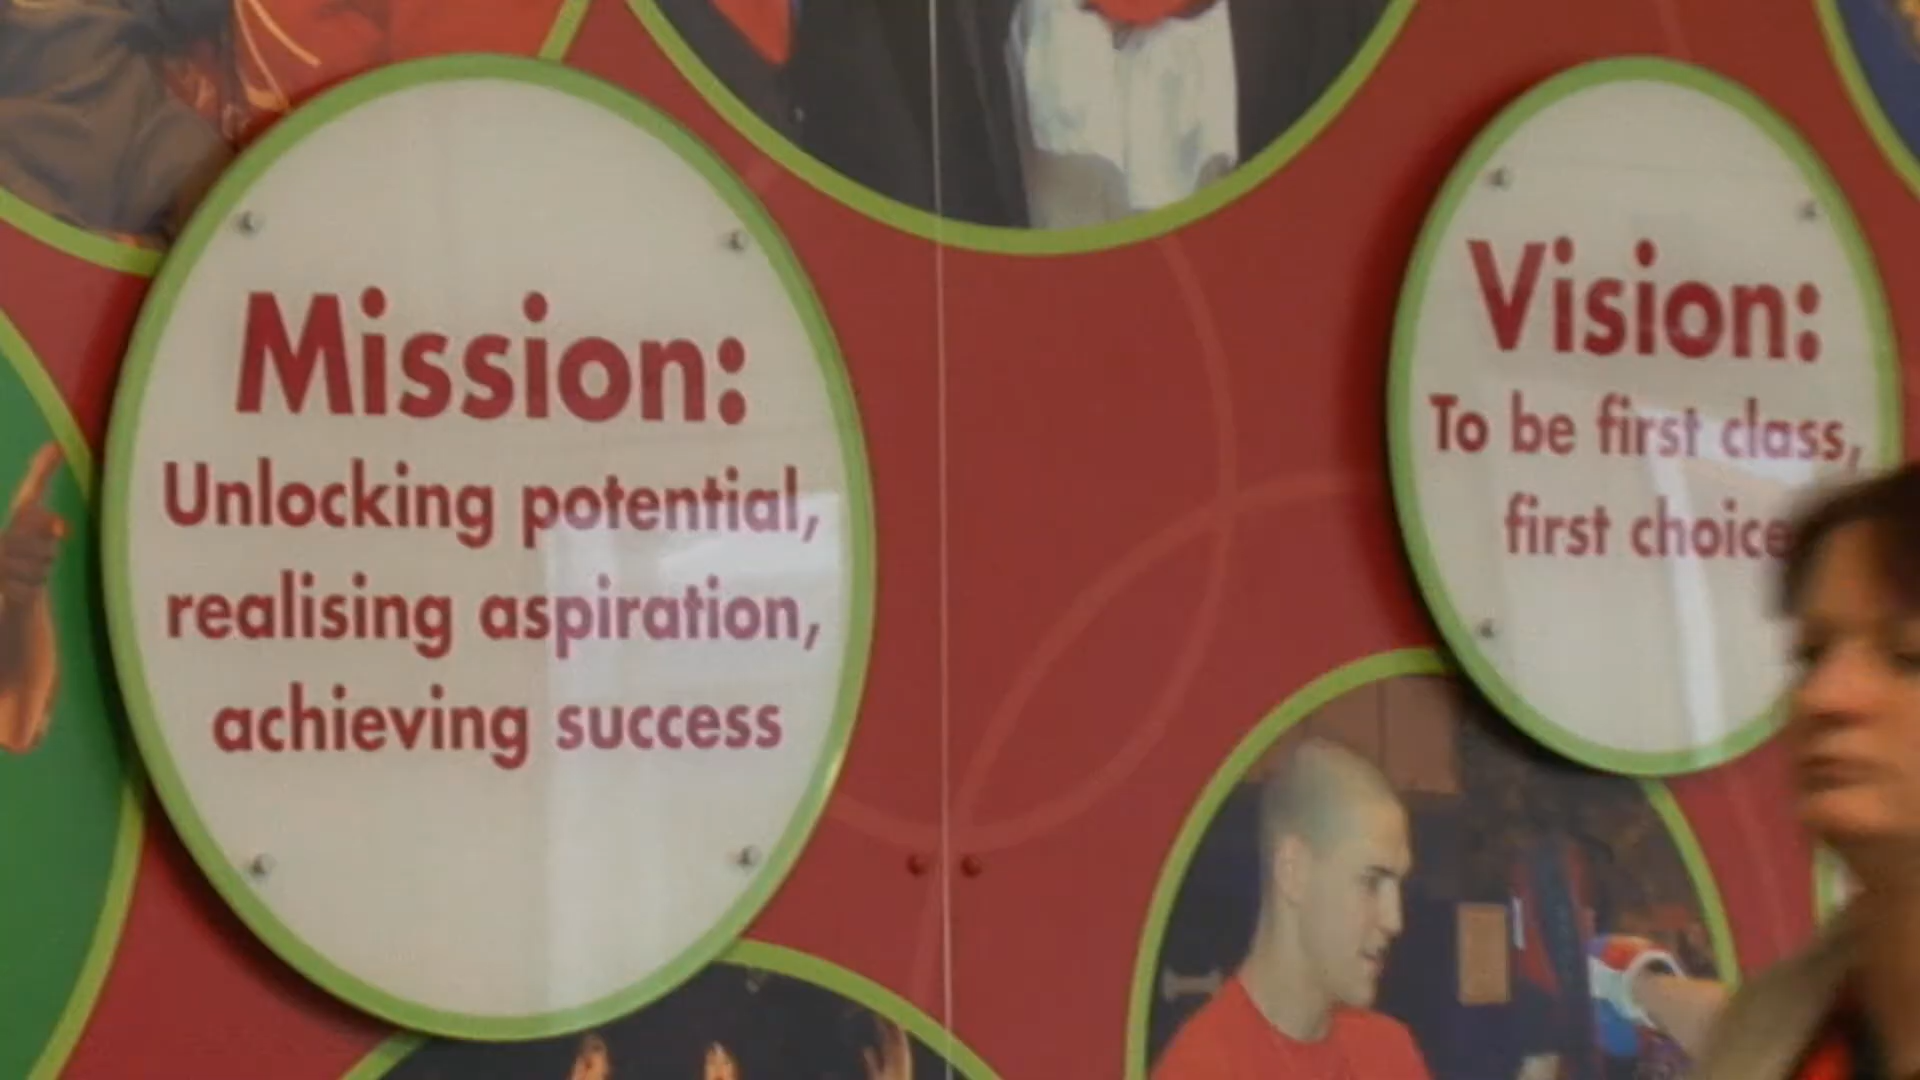 Mission:
Unlocking potential,
realising aspiration,
achieving success
Vision:
To be first class,
first choice